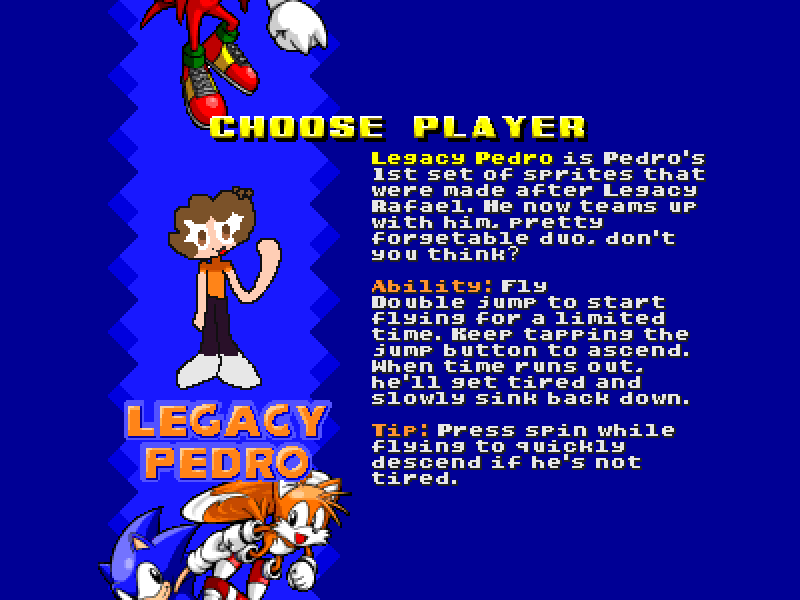 CHOOSE PLAYER
Legacy Pedro is Pedro's
1st set of sprites that
were made after Legacy
Rafael. He now teams up
with him, pretty
forgetable duo, don't
you think?
Ability: Fly
Double jump to start
flying for a limited
time. Keep tapping the
jump button to ascend.
When time runs out,
he'll get tired and
slowly sink back down.
Tip: Press spin while
flying to quickly
descend if he's not
tired.
LEGACY
PEDRO